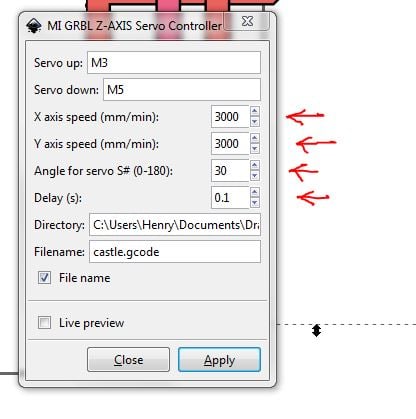 MI GRBL Z-AXIS Servo Controller
Servo up: M3
Servo down: M5
X axis speed (mm/min): 3000
Y axis speed (mm/min): 3000
Angle for servo S# (0-180): 30
Delay (s): 0.1
Directory: C:\Users\Henry\Documents\Dra
Filename: castle.gcode
File name
Live preview
Close Apply